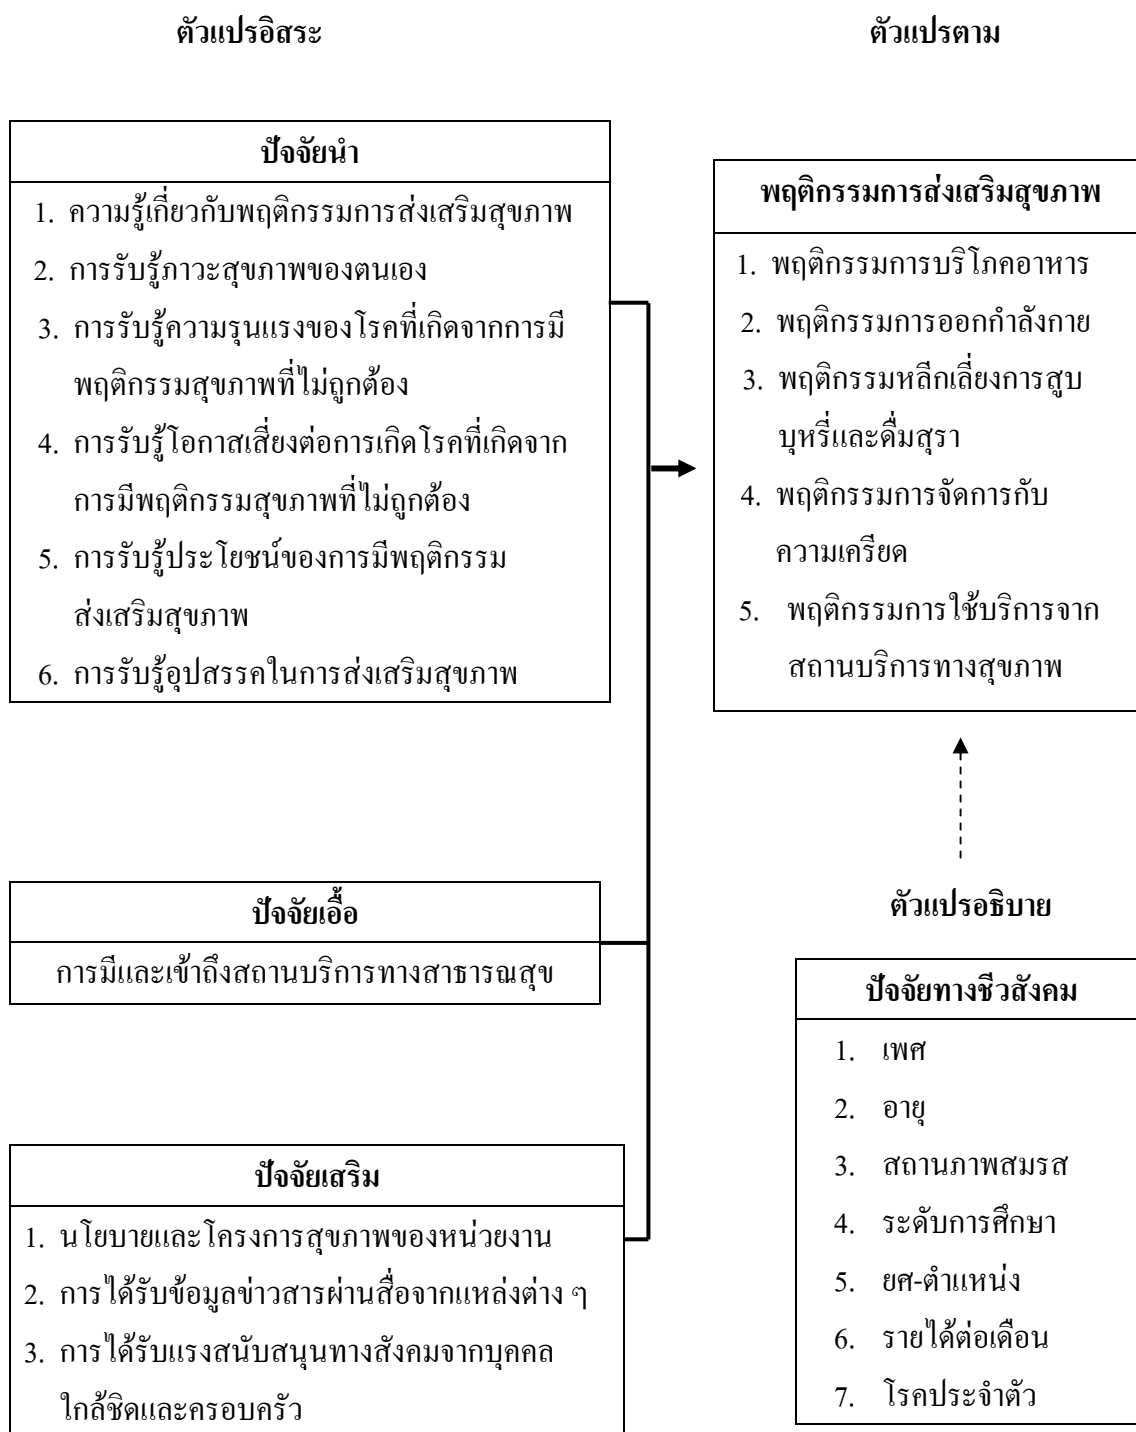 ตัวแปรอิสระ
ตัวแปรตาม
ปัจจัยนำ
1. ความรู้เกี่ยวกับพฤติกรรมการส่งเสริมสุขภาพ
2. การรับรู้ภาวะสุขภาพของตนเอง
3. การรับรู้ความรุนแรงของโรคที่เกิดจากการมี
พฤติกรรมสุขภาพที่ไม่ถูกต้อง
4. การรับรู้โอกาสเสี่ยงต่อการเกิดโรคที่เกิดจาก
การมีพฤติกรรมสุขภาพที่ไม่ถูกต้อง
5. การรับรู้ประโยชน์ของการมีพฤติกรรม
ส่งเสริมสุขภาพ
6. การรับรู้อุปสรรคในการส่งเสริมสุขภาพ
พฤติกรรมการส่งเสริมสุขภาพ
1. พฤติกรรมการบริโภคอาหาร
2. พฤติกรรมการออกกำลังกาย
3. พฤติกรรมหลีกเลี่ยงการสูบ
บุหรี่และดื่มสุรา
4. พฤติกรรมการจัดการกับ
ความเครียด
5. พฤติกรรมการใช้บริการจาก
สถานบริการทางสุขภาพ
ปัจจัยเอื้อ
การมีและเข้าถึงสถานบริการทางสาธารณสุข
ปัจจัยเสริม
1. นโยบายและโครงการสุขภาพของหน่วยงาน
2. การได้รับข้อมูลข่าวสารผ่านสื่อจากแหล่งต่าง ๆ
3. การได้รับแรงสนับสนุนทางสังคมจากบุคคล
ใกล้ชิดและครอบครัว
ตัวแปรอธิบาย
ปัจจัยทางชีวสังคม
1. เพศ
2. อายุ
3. สถานภาพสมรส
4. ระดับการศึกษา
5. ยศ-ตำแหน่ง
6. รายได้ต่อเดือน
7. โรคประจำตัว